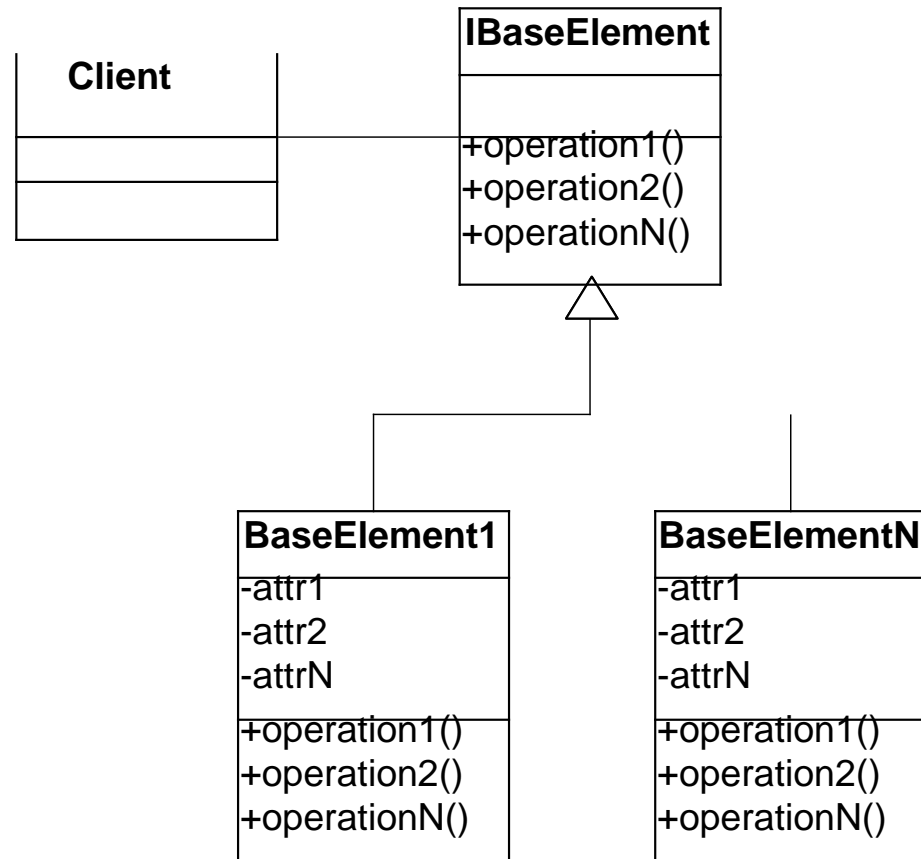 Client
IBaseElement
+operation1()
+operation2()
+operationN()
BaseElement1
-attr1
-attr2
-attrN
+operation1()
+operation2()
+operationN()
BaseElementN
-attr1
-attr2
-attrN
+operation1()
+operation2()
+operationN()